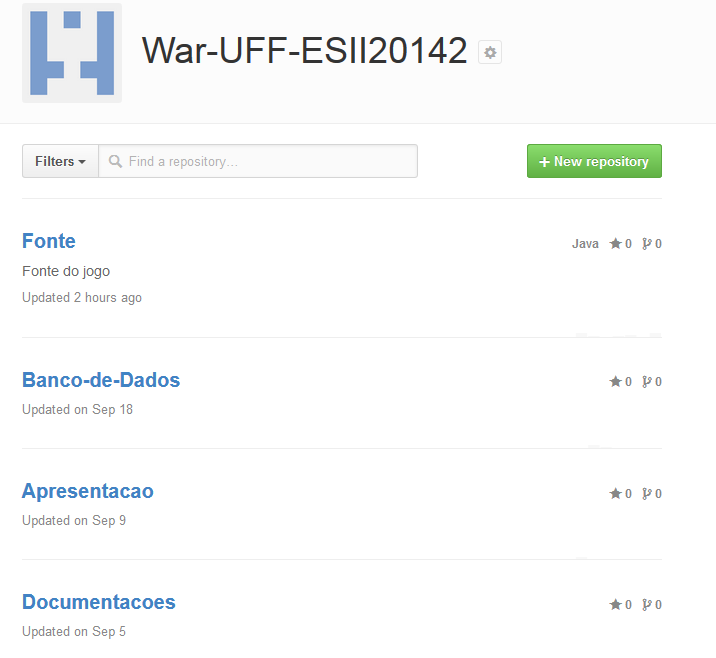 War-UFF-ESII20142
Filters Find a repository... New repository
Fonte Java 0 0
Fonte do jogo
Updated 2 hours ago
Banco-de-Dados 0 0
Updated on Sep 18
Apresentacao 0 0
Updated on Sep 9
Documentacoes 0 0
Updated on Sep 5